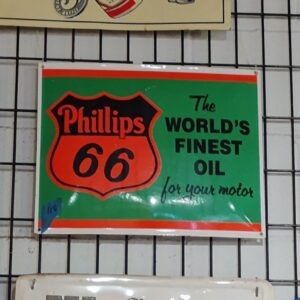 Phillips
66
The
WORLD'S
FINEST
OIL
for your motor